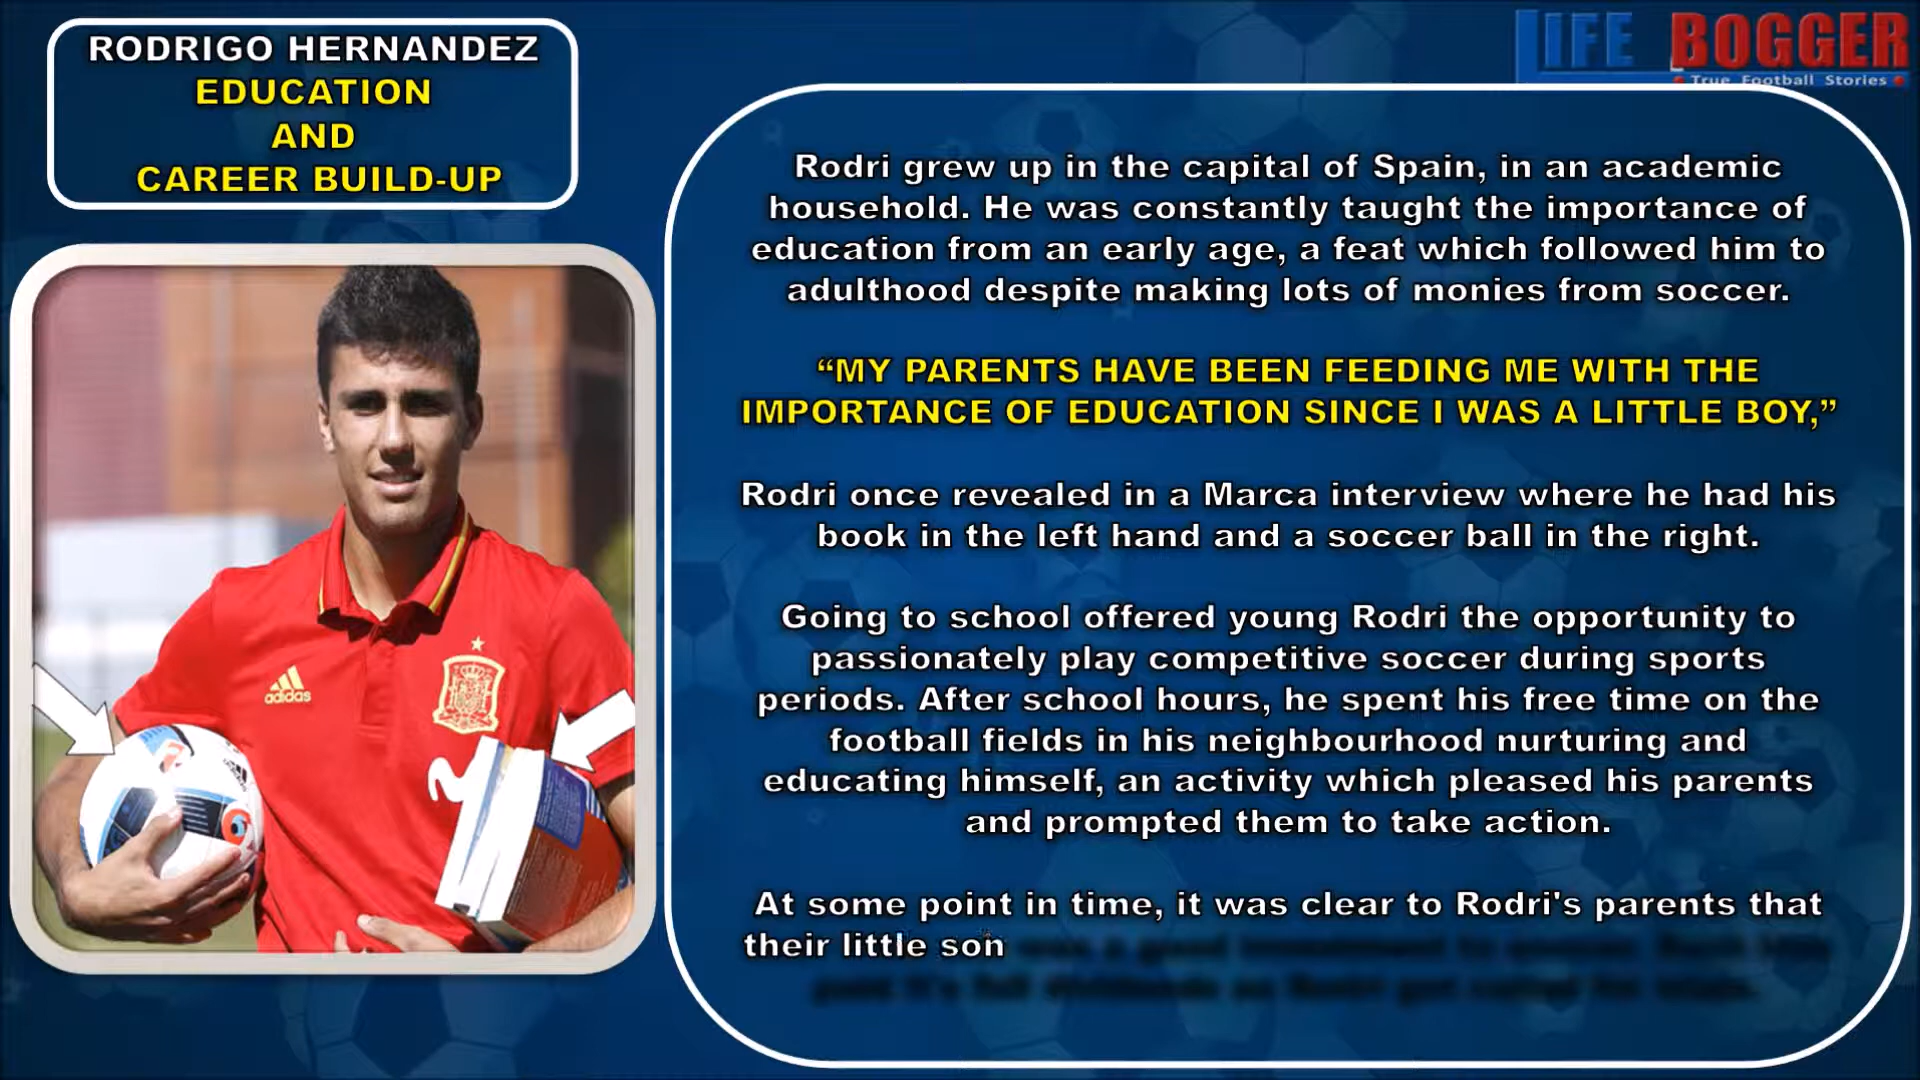 RODRIGO HERNANDEZ
EDUCATION
AND
CAREER BUILD-UP
LIFE BOGGER
True Football Stories
Rodri grew up in the capital of Spain, in an academic
household. He was constantly taught the importance of
education from an early age, a feat which followed him to
adulthood despite making lots of monies from soccer.
“MY PARENTS HAVE BEEN FEEDING ME WITH THE
IMPORTANCE OF EDUCATION SINCE I WAS A LITTLE BOY,”
Rodri once revealed in a Marca interview where he had his
book in the left hand and a soccer ball in the right.
Going to school offered young Rodri the opportunity to
passionately play competitive soccer during sports
periods. After school hours, he spent his free time on the
football fields in his neighbourhood nurturing and
educating himself, an activity which pleased his parents
and prompted them to take action.
At some point in time, it was clear to Rodri's parents that
their little son
adidas